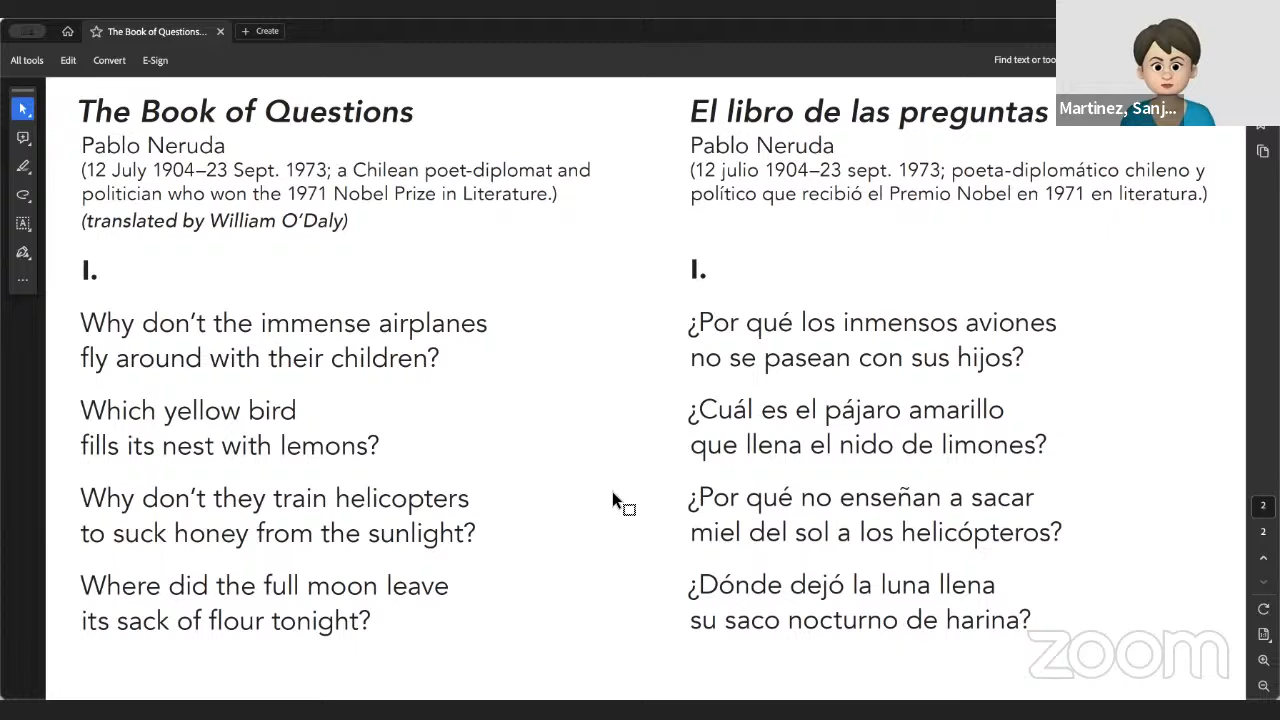 The Book of Questions...
Create
All tools
Edit
Convert
E-Sign
Find text or too
Martinez, Sanj...
The Book of Questions
Pablo Neruda
(12 July 1904–23 Sept. 1973; a Chilean poet-diplomat and
politician who won the 1971 Nobel Prize in Literature.)
(translated by William O’Daly)
I.
Why don’t the immense airplanes
fly around with their children?
Which yellow bird
fills its nest with lemons?
Why don’t they train helicopters
to suck honey from the sunlight?
Where did the full moon leave
its sack of flour tonight?
El libro de las preguntas
Pablo Neruda
(12 julio 1904–23 sept. 1973; poeta-diplomático chileno y
político que recibió el Premio Nobel en 1971 en literatura.)
I.
¿Por qué los inmensos aviones
no se pasean con sus hijos?
¿Cuál es el pájaro amarillo
que llena el nido de limones?
¿Por qué no enseñan a sacar
miel del sol a los helicópteros?
¿Dónde dejó la luna llena
su saco nocturno de harina?
2
2
zoom